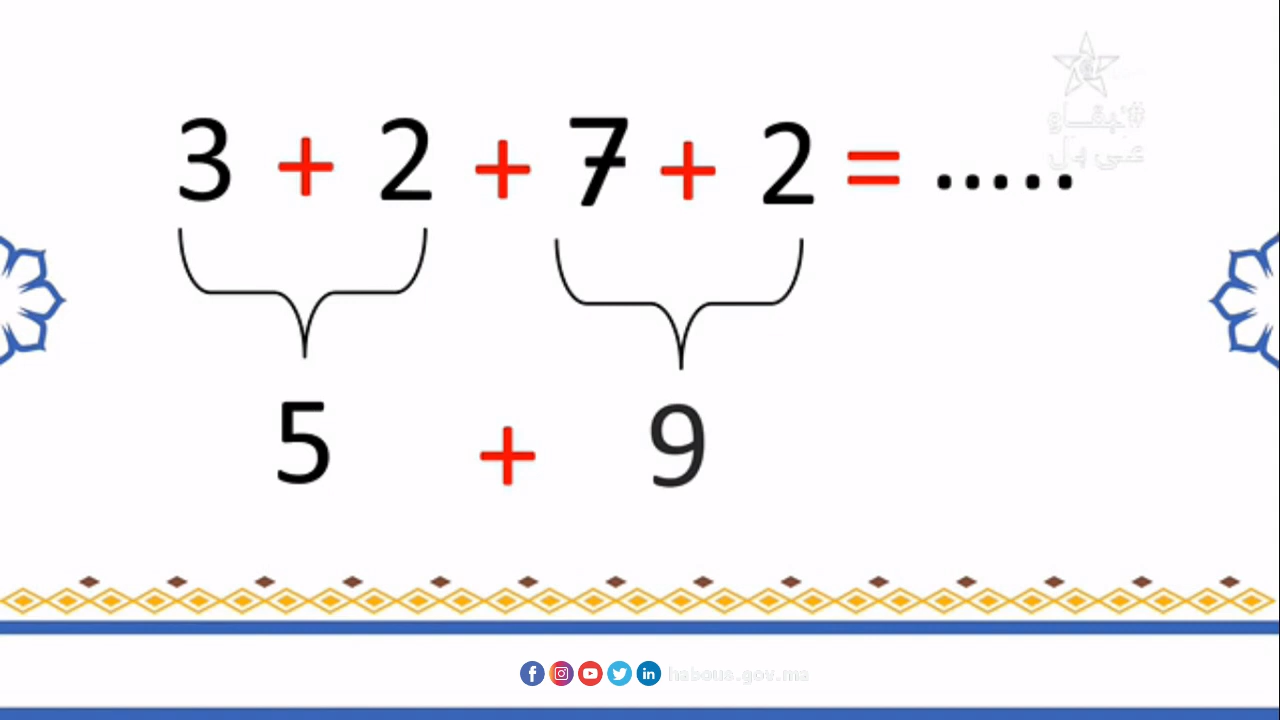 3 + 2 + 7 + 2 = .....
5 + 9
habous.gov.ma